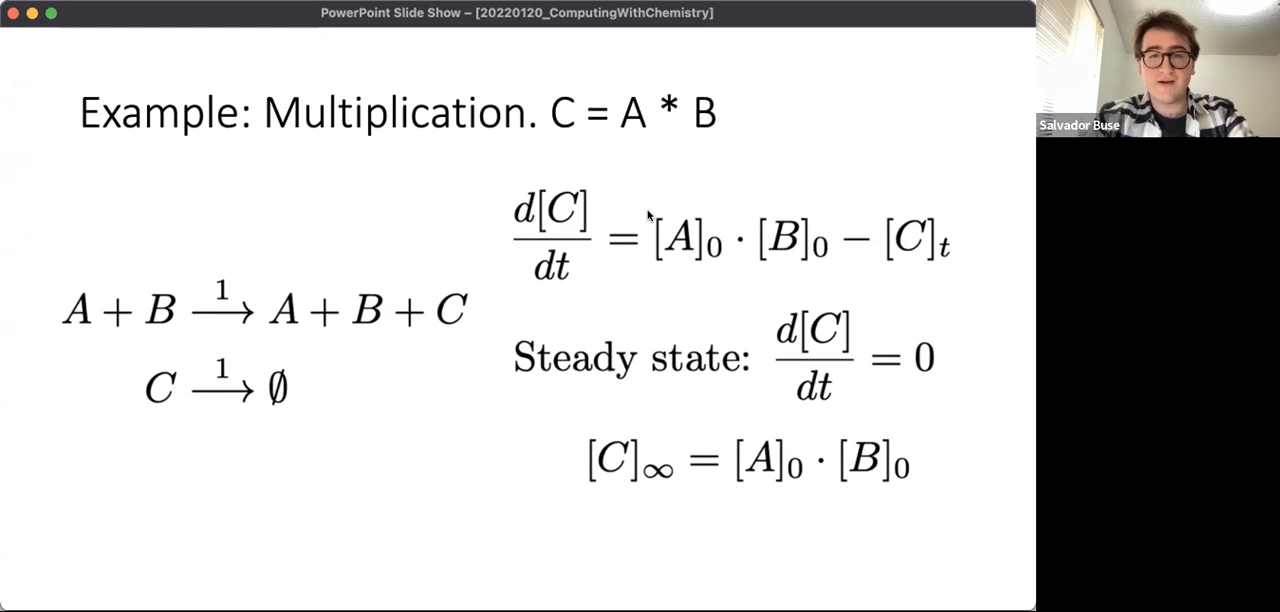 PowerPoint Slide Show – [20220120_ComputingWithChemistry]
Salvador Buse
Example: Multiplication. C = A * B
d[C]/dt = [A]₀ · [B]₀ − [C]ₜ
A + B —1→ A + B + C
C —1→ ∅
Steady state: d[C]/dt = 0
[C]∞ = [A]₀ · [B]₀